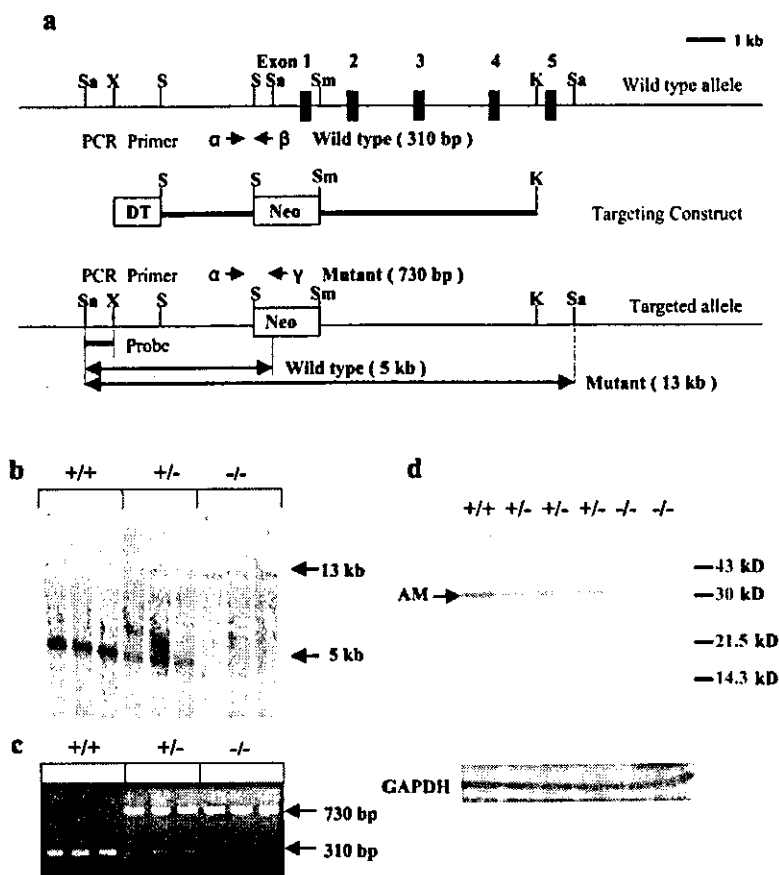 a
1 kb
Exon 1 2 3 4 5
Sa X S S Sa Sm K Sa
Wild type allele
PCR Primer α β Wild type ( 310 bp )
S S Sm K
DT Neo
Targeting Construct
PCR Primer α γ Mutant ( 730 bp )
Sa X S S Sm K Sa
Targeted allele
Neo
Probe
Wild type ( 5 kb )
Mutant ( 13 kb )
b
+/+ +/- -/-
13 kb
5 kb
c
+/+ +/- -/-
730 bp
310 bp
d
+/+ +/- +/- +/- -/- -/-
43 kD
AM
30 kD
21.5 kD
14.3 kD
GAPDH